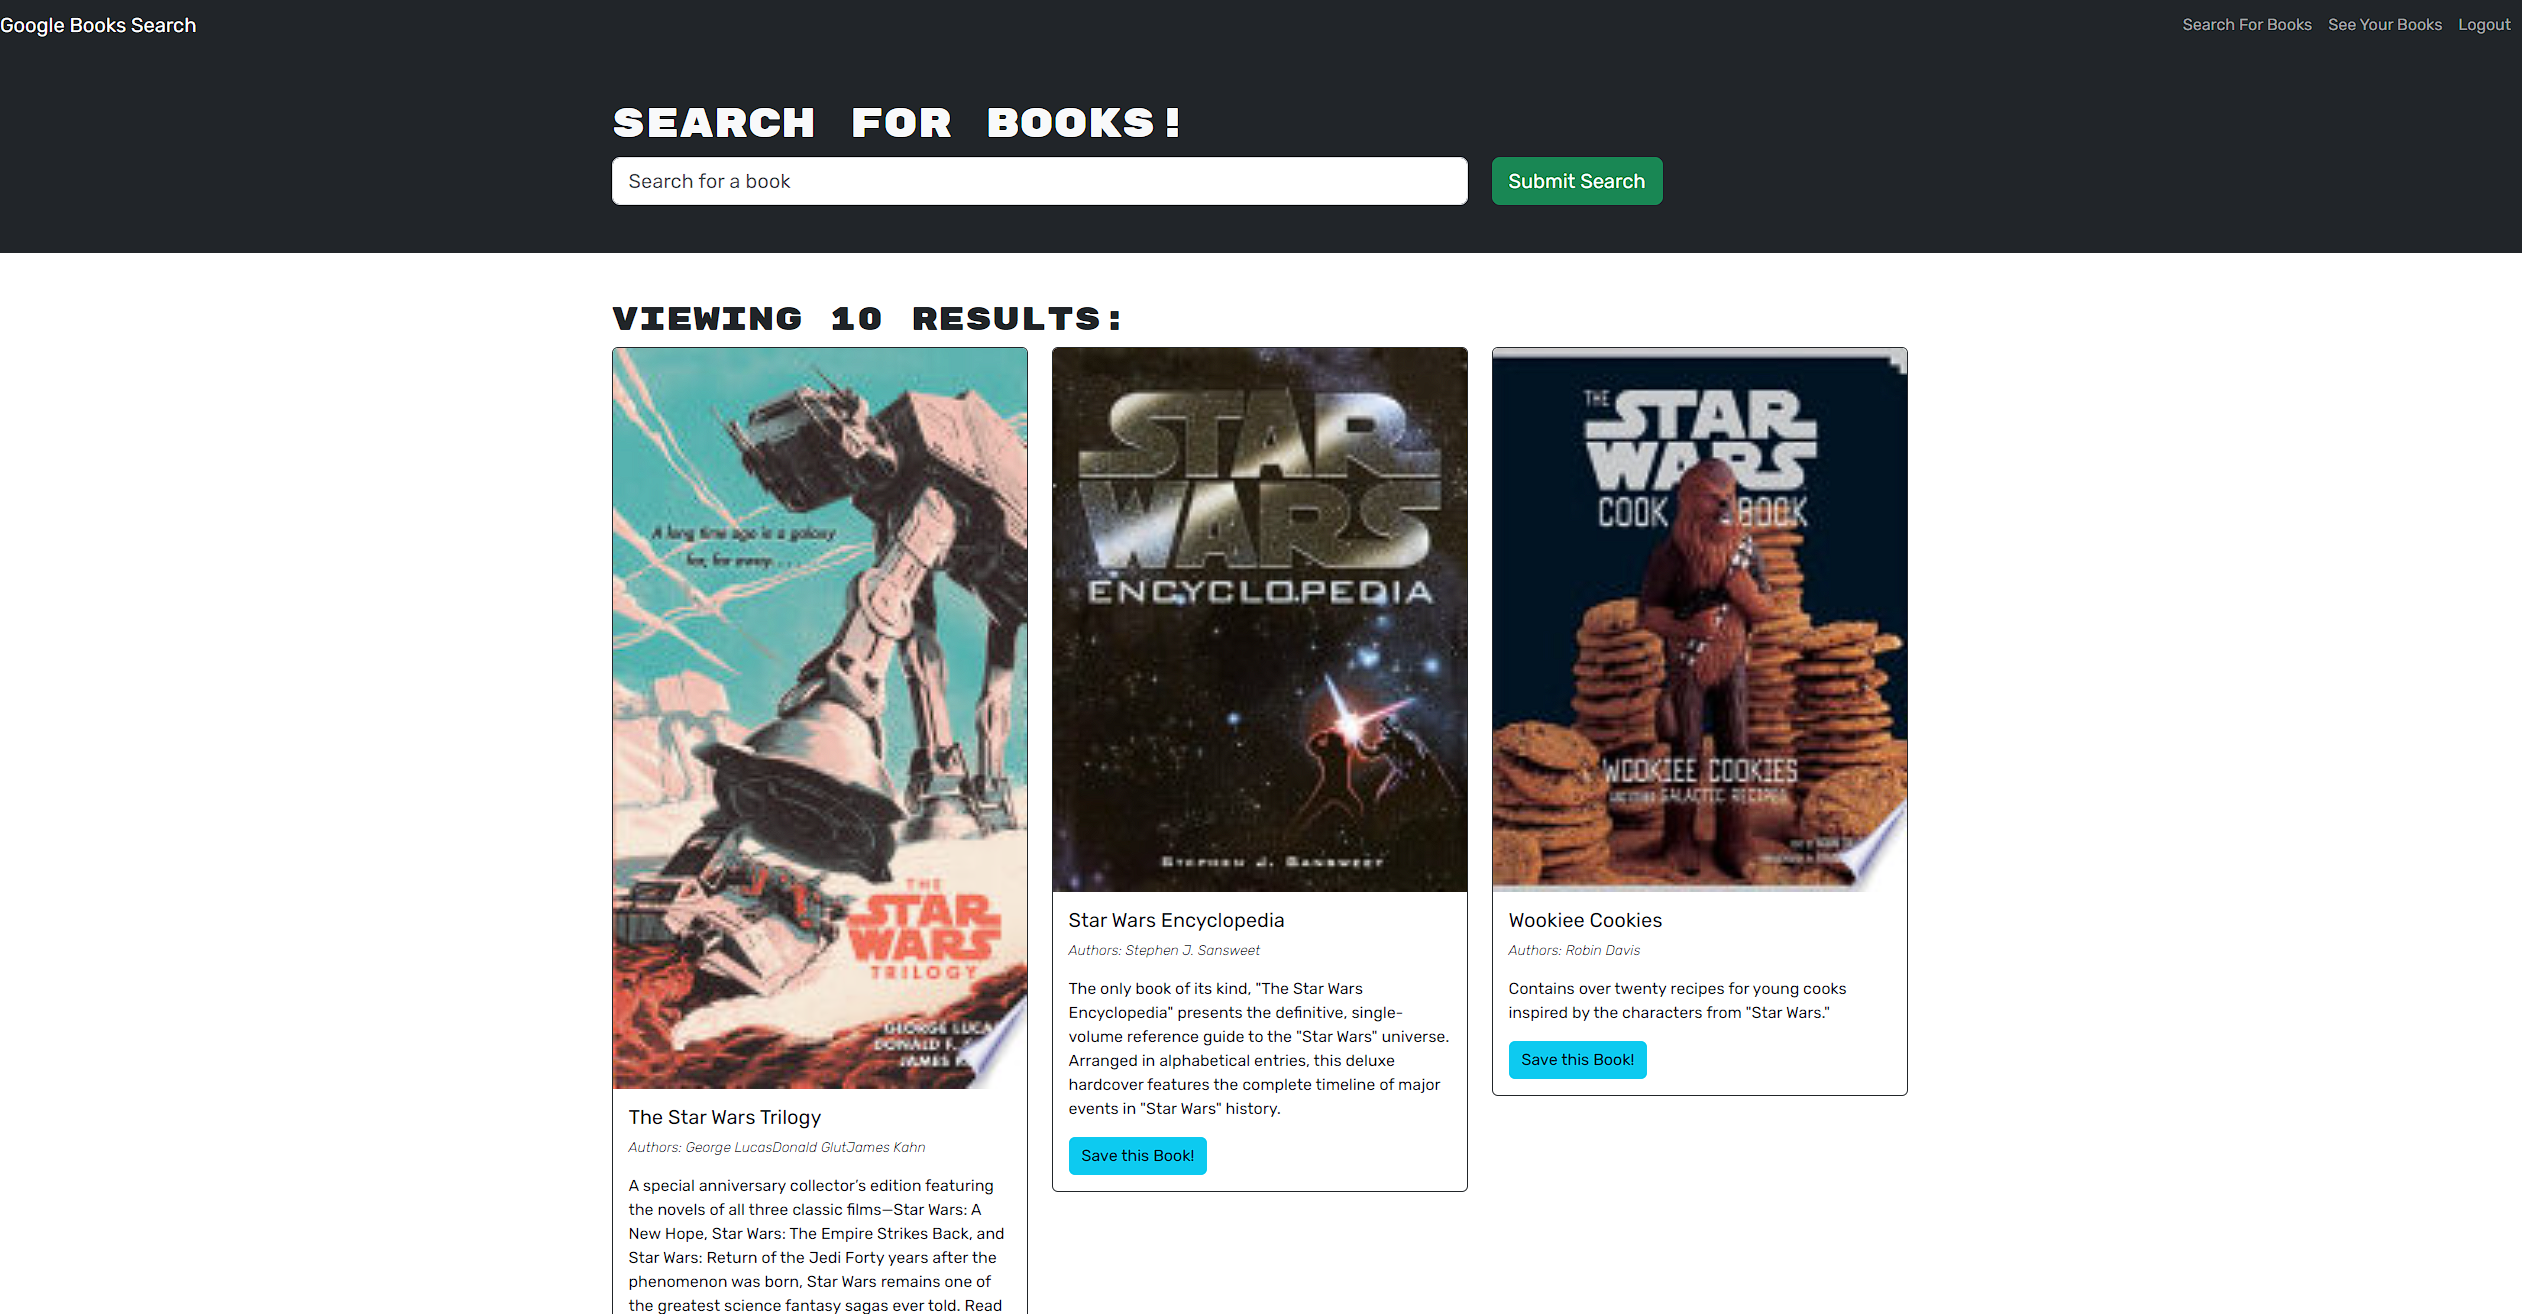 Google Books Search
Search For Books
See Your Books
Logout
SEARCH FOR BOOKS!
Search for a book
Submit Search
VIEWING 10 RESULTS:
A long time ago in a galaxy
far, far away. . . .
THE
STAR
WARS
TRILOGY
GEORGE LUCA
DONALD F.
JAMES
The Star Wars Trilogy
Authors: George LucasDonald GlutJames Kahn
A special anniversary collector's edition featuring
the novels of all three classic films—Star Wars: A
New Hope, Star Wars: The Empire Strikes Back, and
Star Wars: Return of the Jedi Forty years after the
phenomenon was born, Star Wars remains one of
the greatest science fantasy sagas ever told. Read
STAR
WARS
ENCYCLOPEDIA
STEPHEN J. SANSWEET
Star Wars Encyclopedia
Authors: Stephen J. Sansweet
The only book of its kind, "The Star Wars
Encyclopedia" presents the definitive, single-
volume reference guide to the "Star Wars" universe.
Arranged in alphabetical entries, this deluxe
hardcover features the complete timeline of major
events in "Star Wars" history.
Save this Book!
THE
STAR
WARS
COOK BOOK
WOOKIEE COOKIES
GALACTIC RECIPES
Wookiee Cookies
Authors: Robin Davis
Contains over twenty recipes for young cooks
inspired by the characters from "Star Wars."
Save this Book!